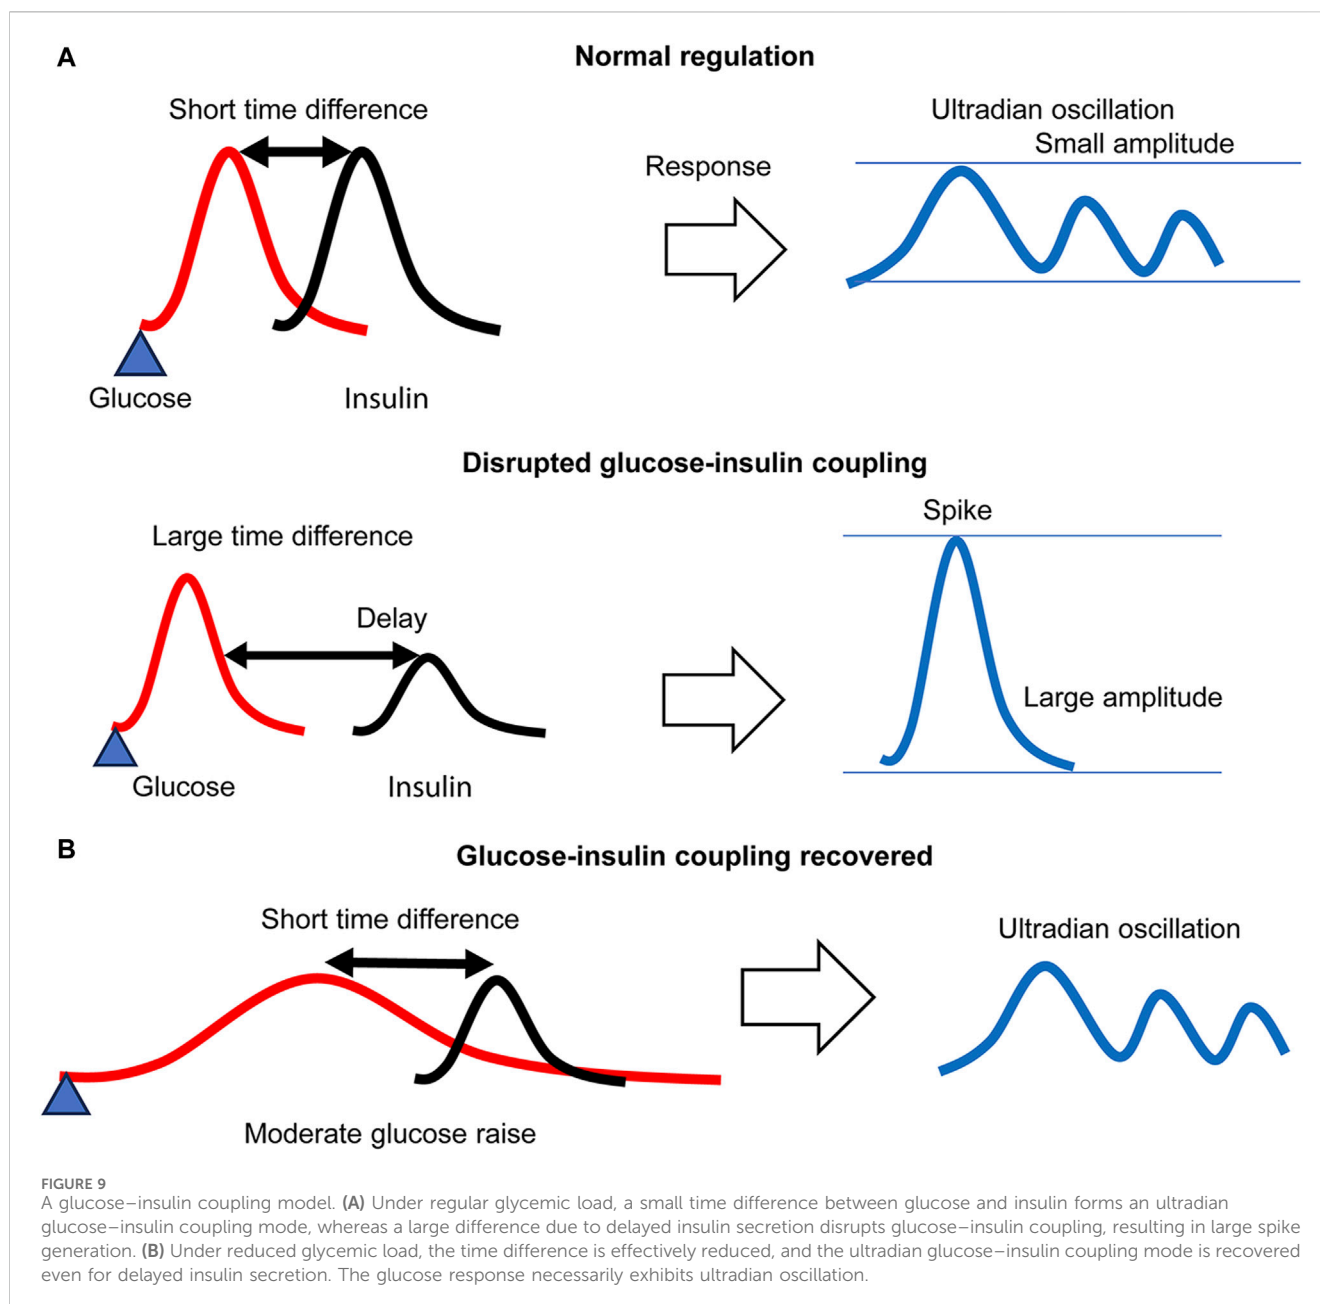 A
Normal regulation
Short time difference
Response
Ultradian oscillation
Small amplitude
Glucose
Insulin
Disrupted glucose-insulin coupling
Large time difference
Delay
Spike
Large amplitude
Glucose
Insulin
B
Glucose-insulin coupling recovered
Short time difference
Ultradian oscillation
Moderate glucose raise
FIGURE 9
A glucose–insulin coupling model. (A) Under regular glycemic load, a small time difference between glucose and insulin forms an ultradian
glucose–insulin coupling mode, whereas a large difference due to delayed insulin secretion disrupts glucose–insulin coupling, resulting in large spike
generation. (B) Under reduced glycemic load, the time difference is effectively reduced, and the ultradian glucose–insulin coupling mode is recovered
even for delayed insulin secretion. The glucose response necessarily exhibits ultradian oscillation.